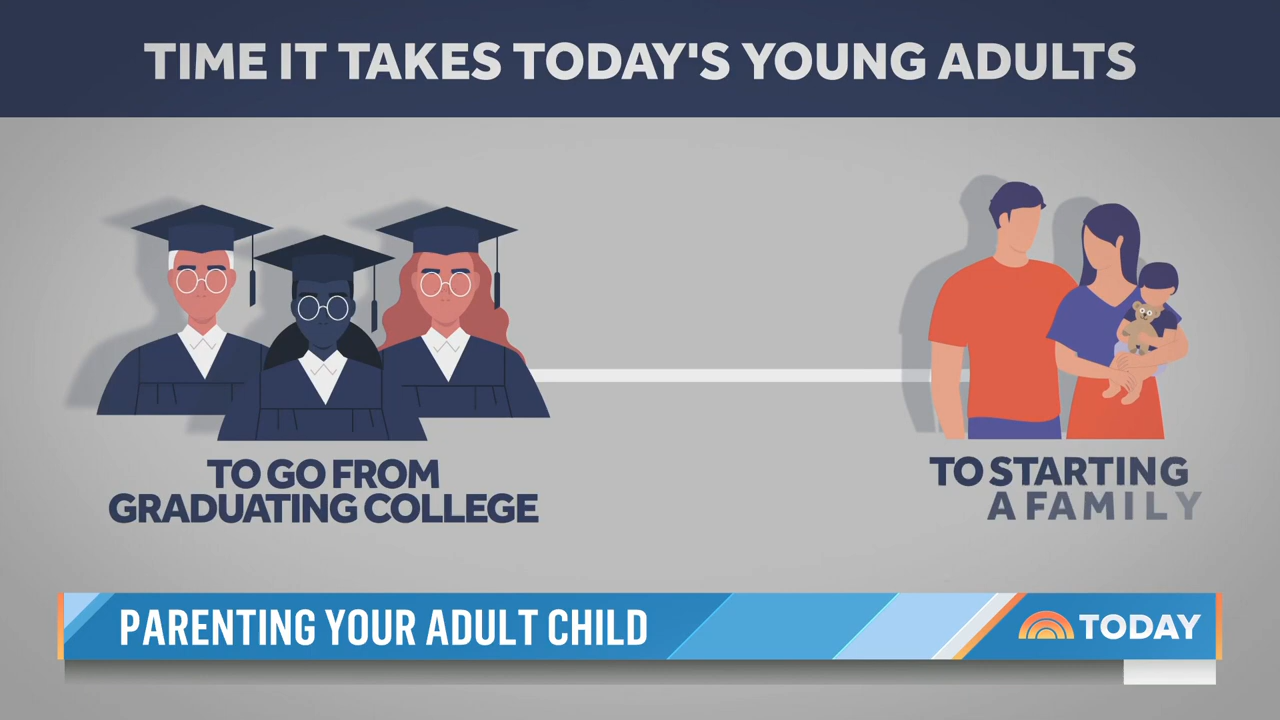 TIME IT TAKES TODAY'S YOUNG ADULTS
TO GO FROM
GRADUATING COLLEGE
TO STARTING
A FAMILY
PARENTING YOUR ADULT CHILD
TODAY